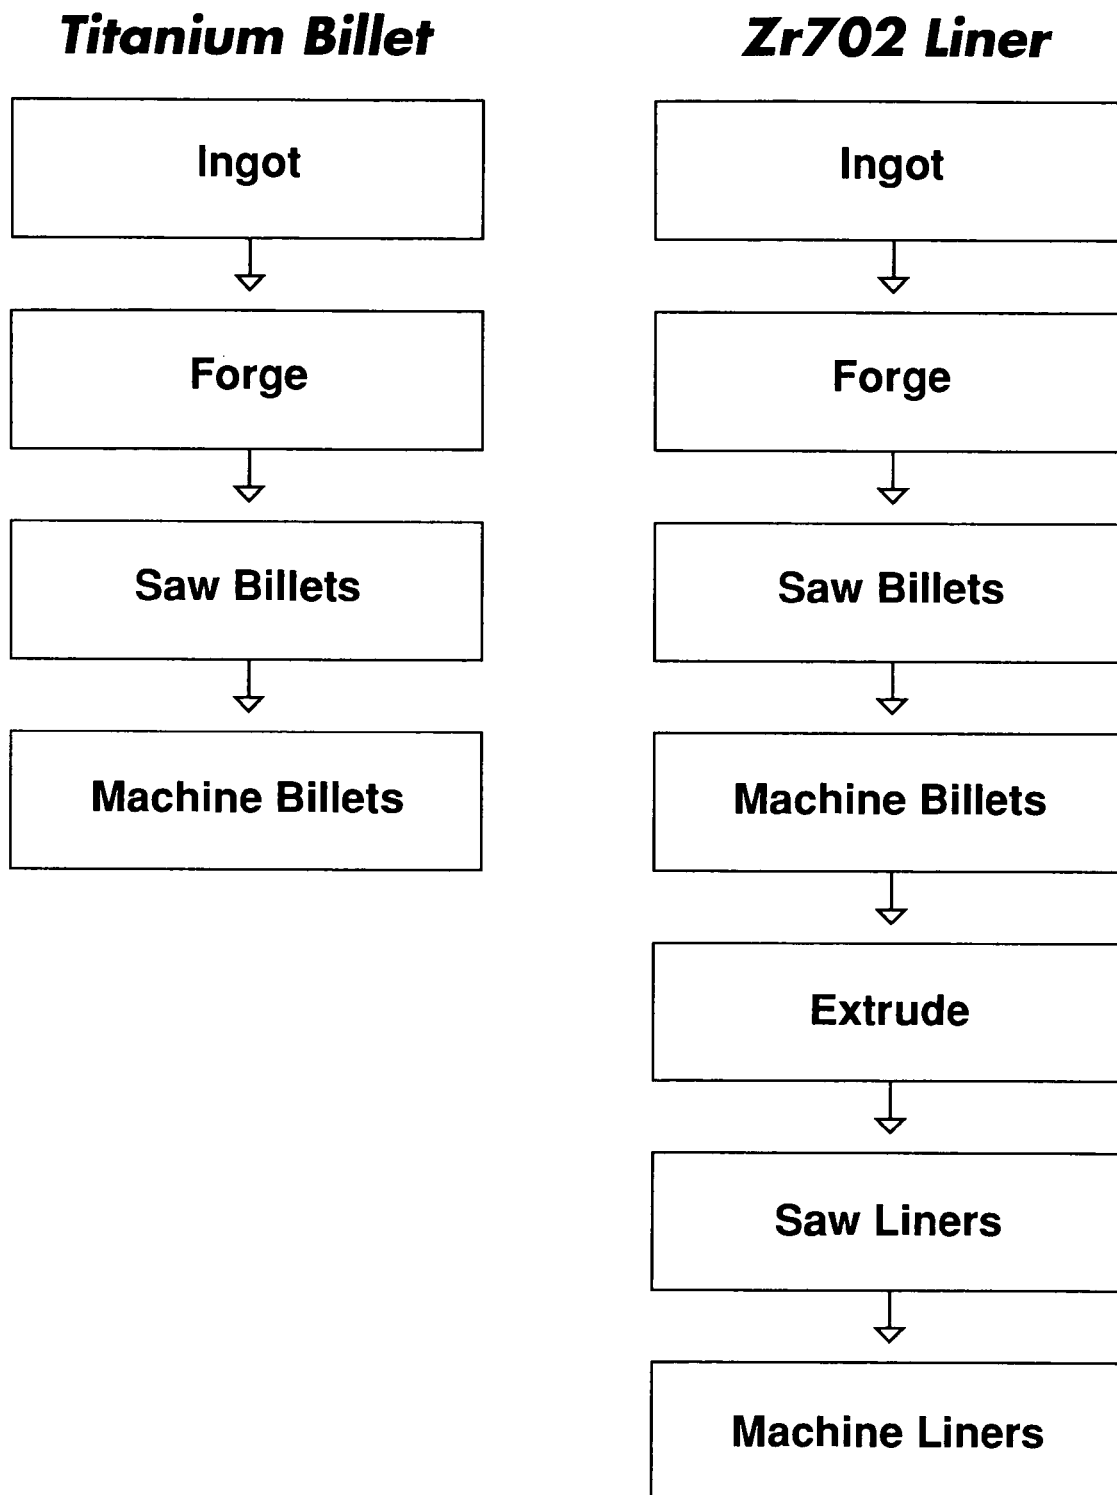 Titanium Billet
Ingot
Forge
Saw Billets
Machine Billets
Zr702 Liner
Ingot
Forge
Saw Billets
Machine Billets
Extrude
Saw Liners
Machine Liners